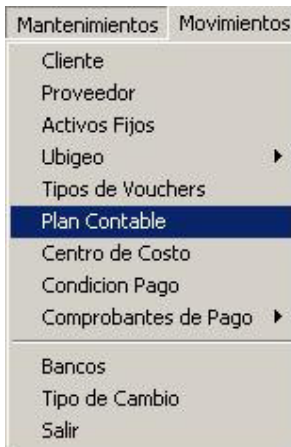 Mantenimientos Movimientos
Cliente
Proveedor
Activos Fijos
Ubigeo
Tipos de Vouchers
Plan Contable
Centro de Costo
Condicion Pago
Comprobantes de Pago
Bancos
Tipo de Cambio
Salir